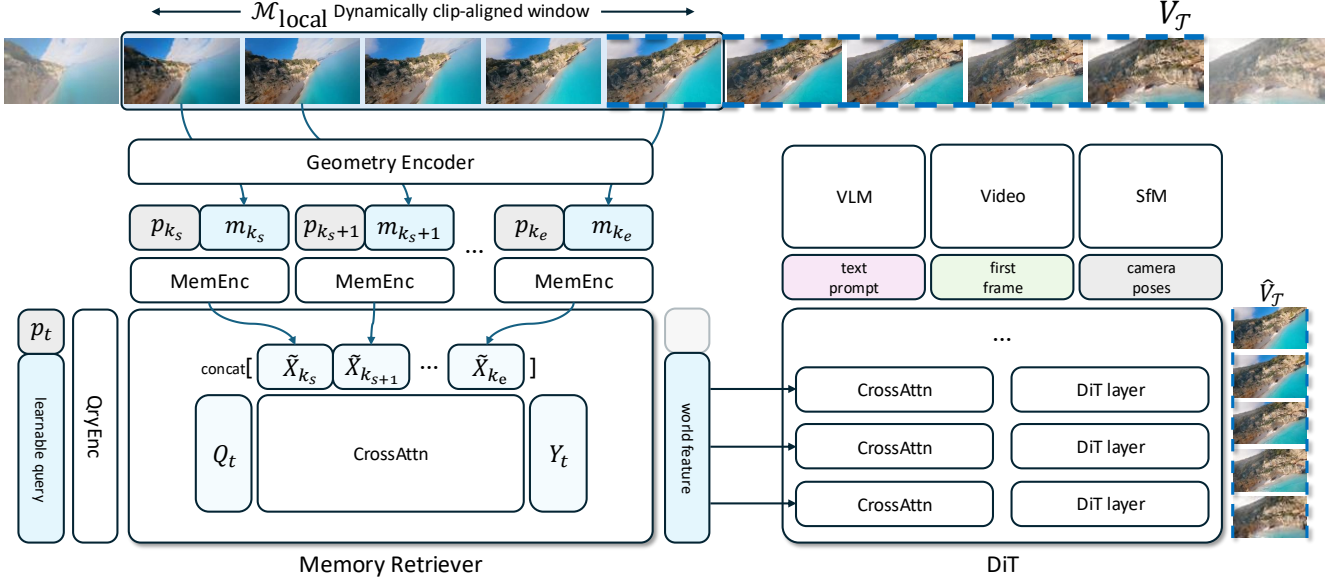 ℳ_local Dynamically clip-aligned window V_𝒯
Geometry Encoder
p_{k_s} m_{k_s} p_{k_s+1} m_{k_s+1} ... p_{k_e} m_{k_e}
MemEnc MemEnc MemEnc
VLM Video SfM
text
prompt
first
frame
camera
poses
p_t
learnable query
QryEnc
concat[ X̃_{k_s} X̃_{k_{s+1}} ... X̃_{k_e} ]
Q_t CrossAttn Y_t
world feature
...
CrossAttn DiT layer
CrossAttn DiT layer
CrossAttn DiT layer
V̂_𝒯
Memory Retriever DiT